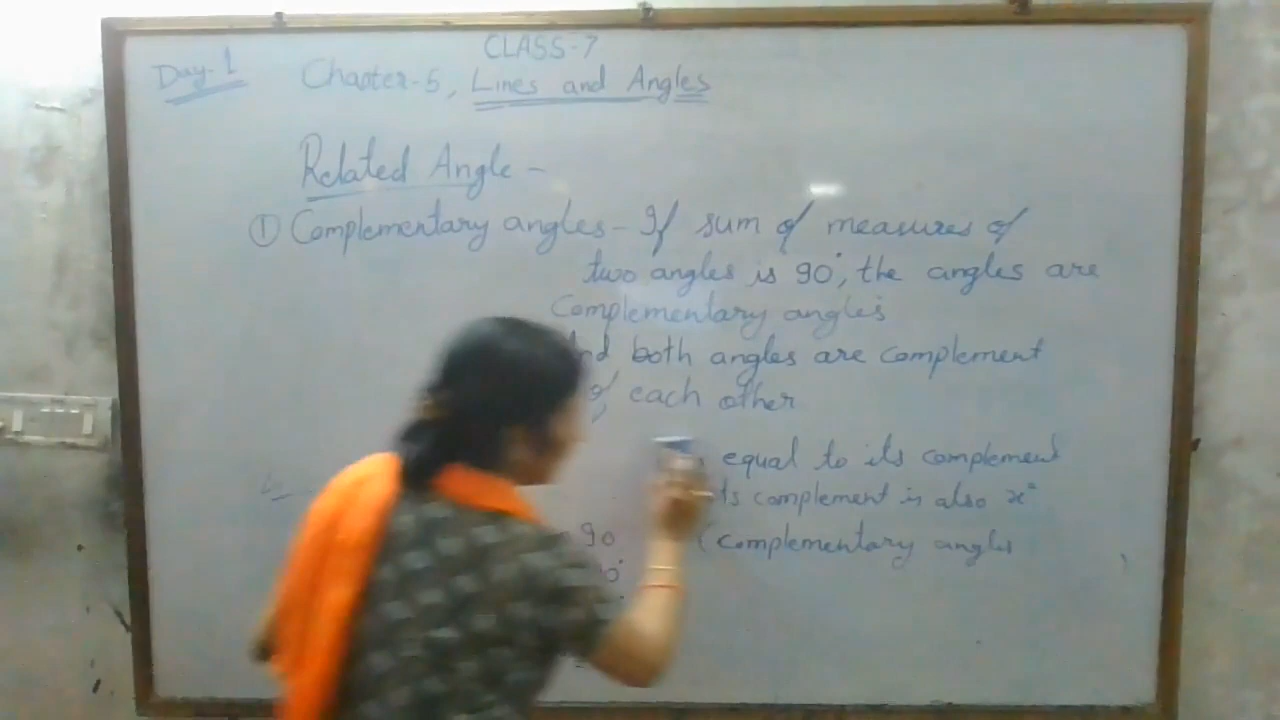 CLASS-7
Day-1
Chapter-5, Lines and Angles
Related Angle -
① Complementary angles - If sum of measures of
two angles is 90°, the angles are
Complementary angles
both angles are complement
of each other
equal to its complement
complement is also x°
90 (Complementary angles